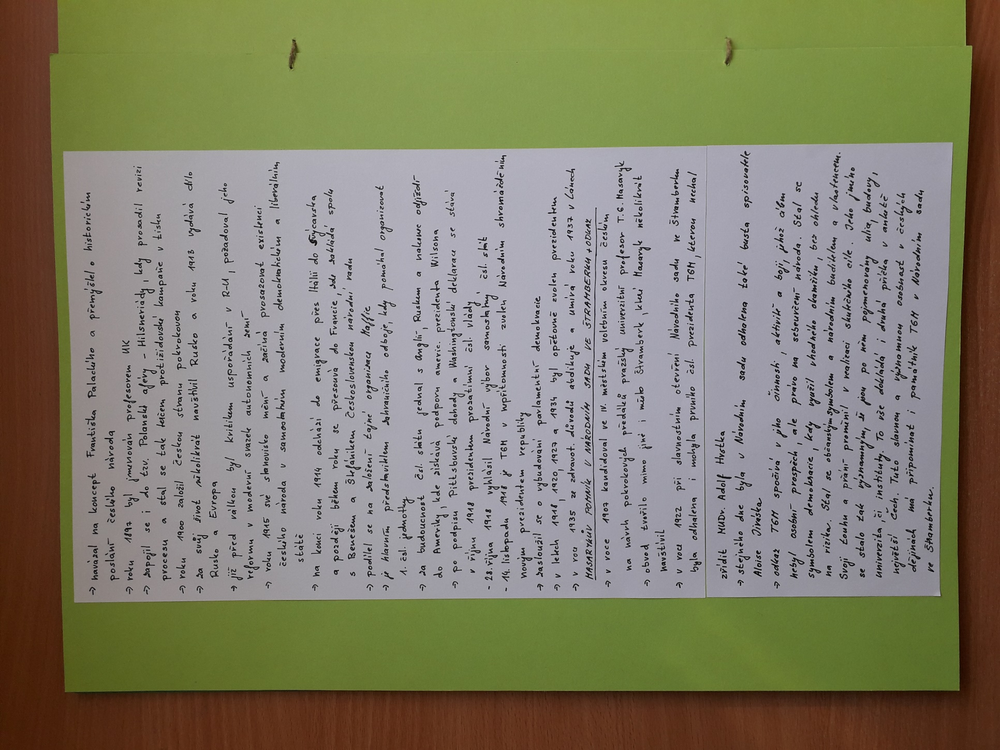 → navázal na koncept Františka Palackého a přemýšlel o historickém
poslání českého národa
→ roku 1897 byl jmenován profesorem UK
→ zapojil se i do tzv. Polanské aféry - Hilsneriády, kdy prosadil revizi
procesu a stal se tak terčem protižidovské kampaně v tisku
→ roku 1900 založil českou stranu pokrokovou
→ za svůj život několikrát navštívil Rusko a roku 1913 vydává dílo
Rusko a Evropa
→ již před válkou byl kritikem uspořádání v R-U, požadoval jeho
reformu v moderní svazek autonomních zemí
→ roku 1915 své stanovisko mění a začíná prosazovat existenci
českého národa v samostatném moderním demokratickém a liberálním
státě
→ na konci roku 1914 odchází do emigrace přes Itálii do Švýcarska
a později během roku se přesouvá do Francie, zde zakládá spolu
s Benešem a Štefánikem Československou národní radu
→ podílel se na založení tajné organizace Maffie
→ je hlavním představitelem zahraničního odboje, kdy pomáhal organizovat
1. čsl. jednotky
→ za budoucnost čsl. státu jednal s Anglií, Ruskem a nakonec odjíždí
do Ameriky, kde získává podporu americ. prezidenta Wilsona
→ po podpisu Pittsburské dohody a Washingtonské deklarace se stává
v říjnu 1918 prezidentem prozatímní čsl. vlády
- 28. října 1918 vyhlásil Národní výbor samostatný čsl. stát
- 14. listopadu 1918 je TGM v nepřítomnosti zvolen Národním shromážděním
novým prezidentem republiky
→ zasloužil se o vybudování parlamentní demokracie
→ v letech 1918, 1920, 1927 a 1934 byl opětovně zvolen prezidentem
→ v roce 1935 ze zdravot. důvodů abdikuje a umírá roku 1937 v Lánech
MASARYKŮV POMNÍK V NÁRODNÍM SADU VE ŠTRAMBERKU + ODKAZ
→ v roce 1907 kandidoval ve IV. městském volebním okresu českém
na návrh pokrokových předáků pražský univerzitní profesor T.G. Masaryk
→ obvod tvořilo mimo jiné i město Štramberk, které Masaryk několikrát
navštívil
→ v roce 1922 při slavnostním otevření Národního sadu ve Štramberku
byla odhalena i mohyla prvního čsl. prezidenta TGM, kterou nechal
zřídit MUDr. Adolf Hrstka
→ stejného dne byla v Národním sadu odhalena také busta spisovatele
Aloise Jiráska
→ odkaz TGM spočívá v jeho činnosti, aktivitě a boji, jehož cílem
nebyl osobní prospěch, ale právo na sebeurčení národa. Stal se
symbolem demokracie, kdy využil vhodného okamžiku, bez ohledu
na rizika. Stal se občanským symbolem a národním buditelem a vlastencem.
Svoji touhu a přání proměnil v realizaci skutečného cíle. Jeho jméno
se stalo tak významným, že jsou po něm pojmenovány ulice, budovy,
univerzita, či instituty. To vše dokládá i druhá příčka v anketě
největší Čech. Tuto slavnou a významnou osobnost v českých
dějinách má připomínat i památník TGM v Národním sadu
ve Štramberku.